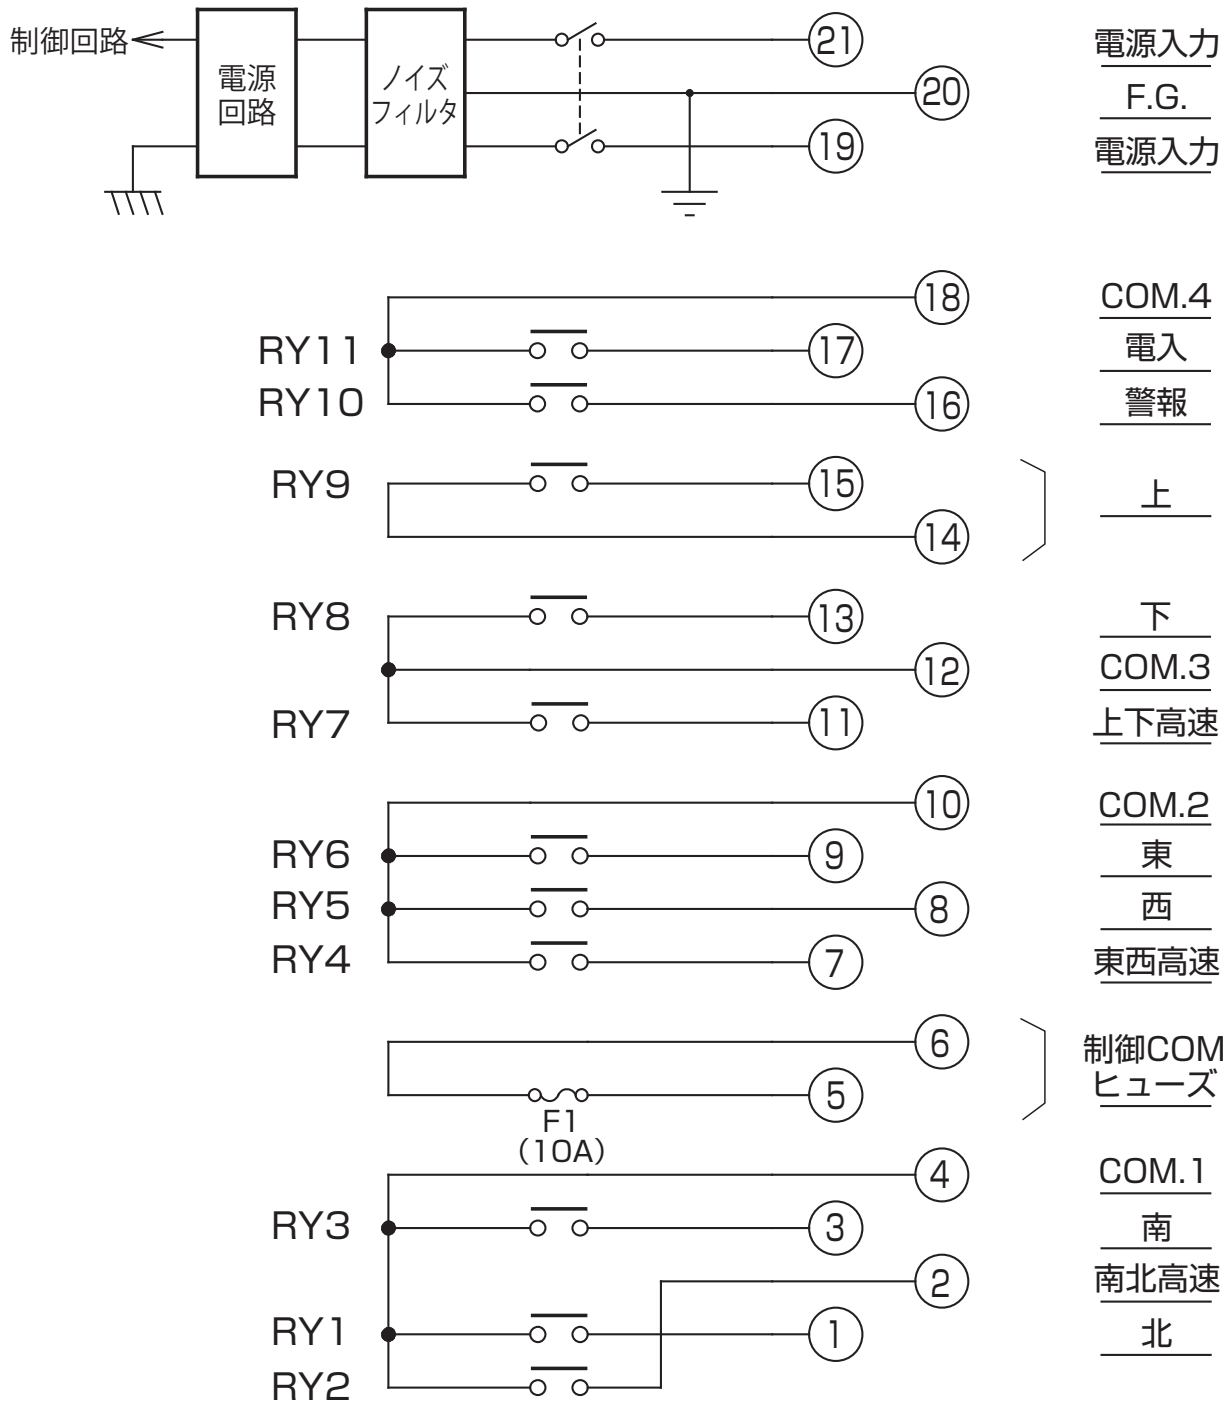 制御回路
電源
回路
ノイズ
フィルタ
21
電源入力
20
F.G.
19
電源入力
18
COM.4
RY11
17
電入
RY10
16
警報
RY9
15
上
14
RY8
13
下
12
COM.3
RY7
11
上下高速
10
COM.2
RY6
9
東
RY5
8
西
RY4
7
東西高速
6
制御COM
ヒューズ
5
F1
(10A)
4
COM.1
RY3
3
南
2
南北高速
RY1
1
北
RY2